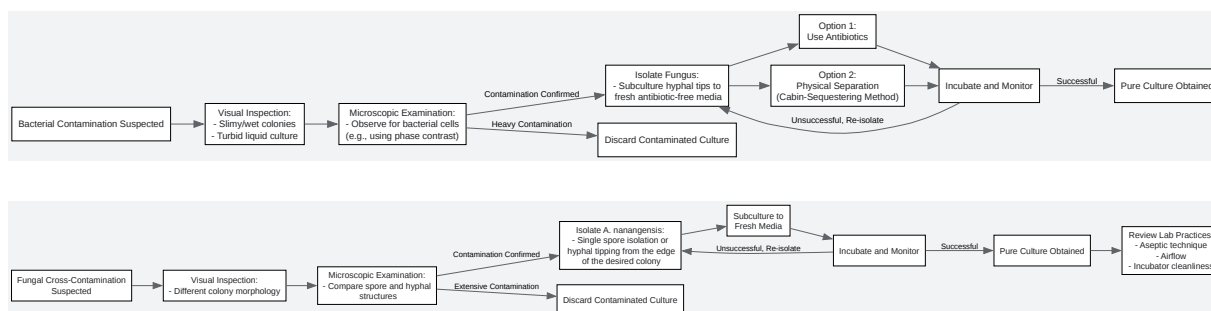 Bacterial Contamination Suspected
Visual Inspection:
- Slimy/wet colonies
- Turbid liquid culture
Microscopic Examination:
- Observe for bacterial cells
(e.g., using phase contrast)
Contamination Confirmed
Heavy Contamination
Isolate Fungus:
- Subculture hyphal tips to
fresh antibiotic-free media
Discard Contaminated Culture
Option 1:
Use Antibiotics
Option 2:
Physical Separation
(Cabin-Sequestering Method)
Unsuccessful, Re-isolate
Incubate and Monitor
Successful
Pure Culture Obtained
Fungal Cross-Contamination
Suspected
Visual Inspection:
- Different colony morphology
Microscopic Examination:
- Compare spore and hyphal
structures
Contamination Confirmed
Extensive Contamination
Isolate A. nanangensis:
- Single spore isolation or
hyphal tipping from the edge
of the desired colony
Discard Contaminated Culture
Subculture to
Fresh Media
Unsuccessful, Re-isolate
Incubate and Monitor
Successful
Pure Culture Obtained
Review Lab Practices
- Aseptic technique
- Airflow
- Incubator cleanliness